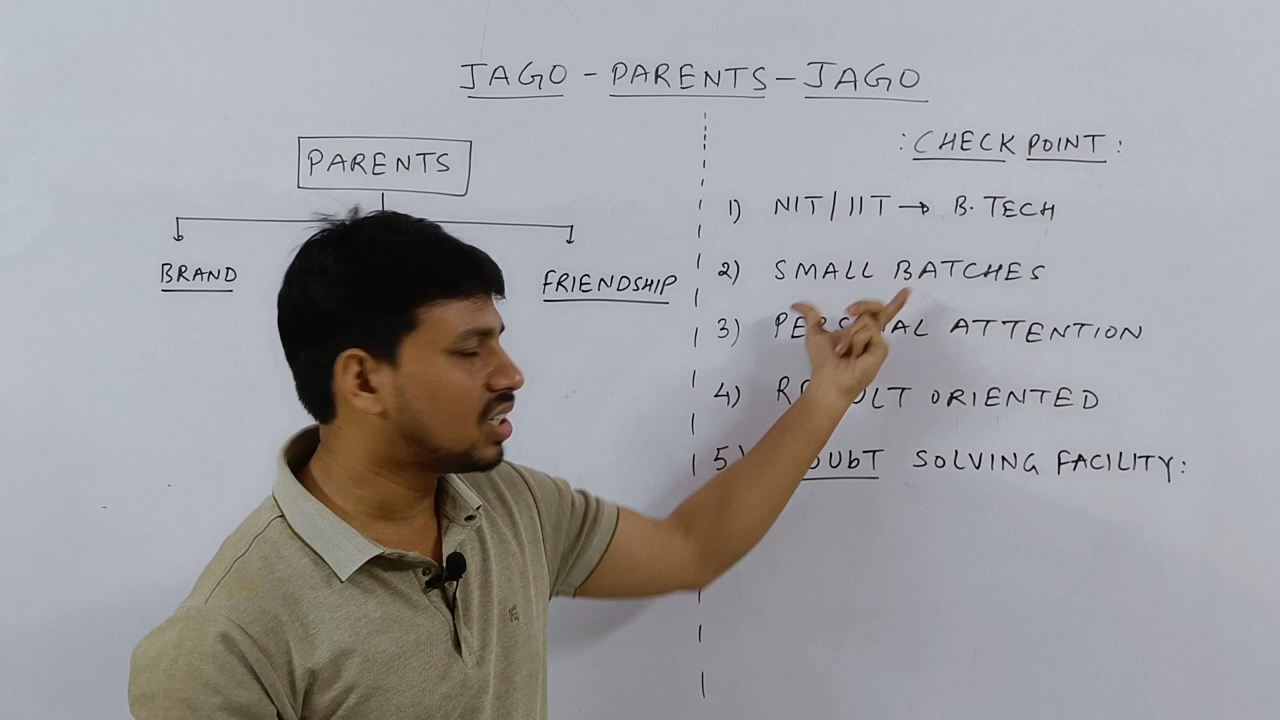 JAGO - PARENTS - JAGO
PARENTS
BRAND
FRIENDSHIP
: CHECK POINT :
1) NIT / IIT → B. TECH
2) SMALL BATCHES
3) ATTENTION
4) ORIENTED
5) SOLVING FACILITY: